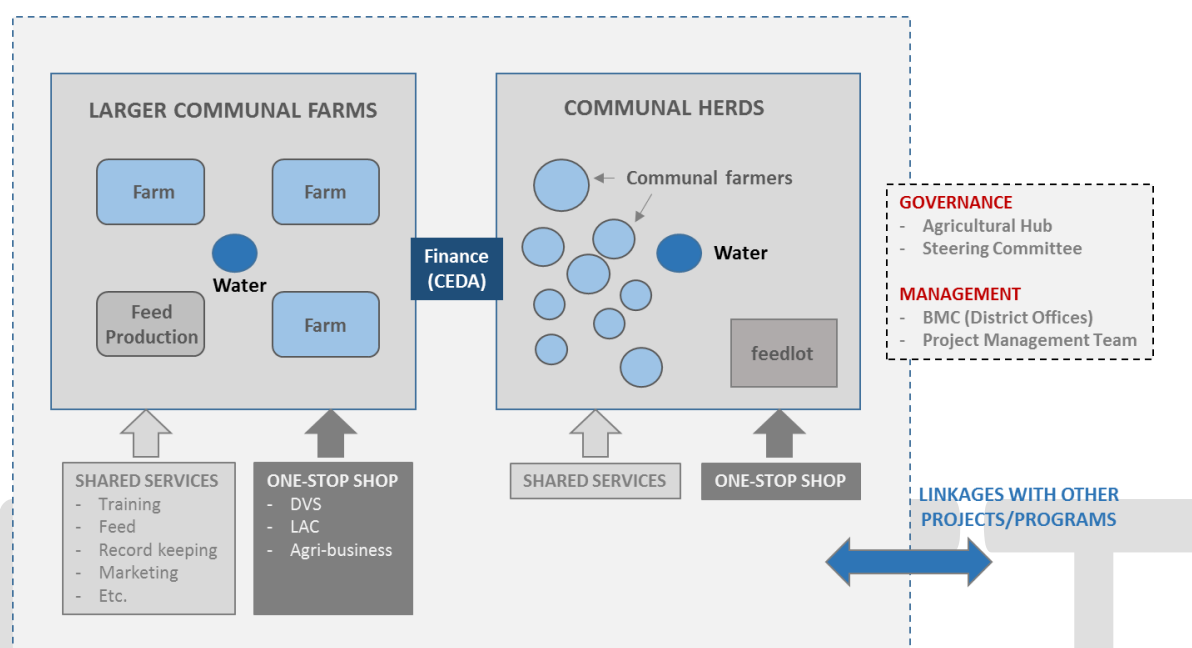 LARGER COMMUNAL FARMS
Farm
Farm
Water
Feed
Production
Farm
Finance
(CEDA)
COMMUNAL HERDS
Communal farmers
Water
feedlot
GOVERNANCE
- Agricultural Hub
- Steering Committee
MANAGEMENT
- BMC (District Offices)
- Project Management Team
SHARED SERVICES
- Training
- Feed
- Record keeping
- Marketing
- Etc.
ONE-STOP SHOP
- DVS
- LAC
- Agri-business
SHARED SERVICES
ONE-STOP SHOP
LINKAGES WITH OTHER
PROJECTS/PROGRAMS